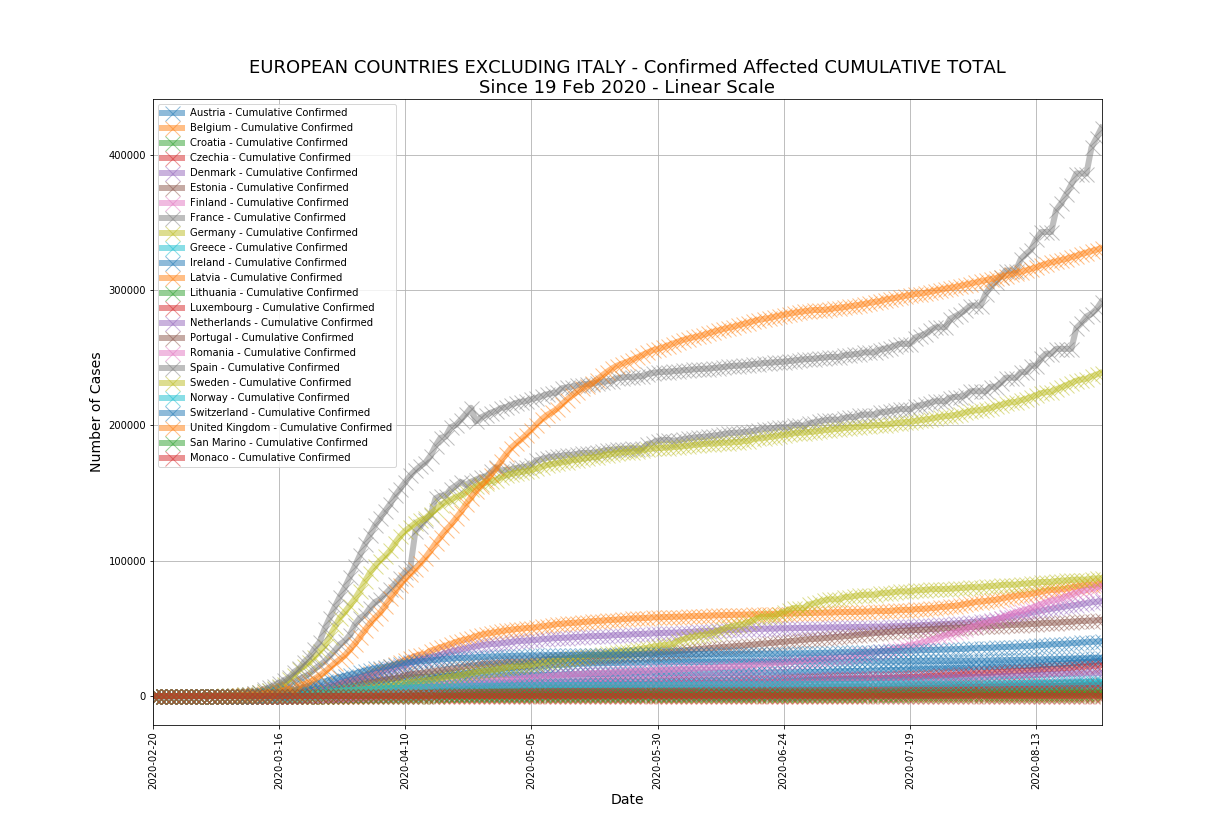 EUROPEAN COUNTRIES EXCLUDING ITALY - Confirmed Affected CUMULATIVE TOTAL
Since 19 Feb 2020 - Linear Scale
Austria - Cumulative Confirmed
Belgium - Cumulative Confirmed
Croatia - Cumulative Confirmed
Czechia - Cumulative Confirmed
Denmark - Cumulative Confirmed
Estonia - Cumulative Confirmed
Finland - Cumulative Confirmed
France - Cumulative Confirmed
Germany - Cumulative Confirmed
Greece - Cumulative Confirmed
Ireland - Cumulative Confirmed
Latvia - Cumulative Confirmed
Lithuania - Cumulative Confirmed
Luxembourg - Cumulative Confirmed
Netherlands - Cumulative Confirmed
Portugal - Cumulative Confirmed
Romania - Cumulative Confirmed
Spain - Cumulative Confirmed
Sweden - Cumulative Confirmed
Norway - Cumulative Confirmed
Switzerland - Cumulative Confirmed
United Kingdom - Cumulative Confirmed
San Marino - Cumulative Confirmed
Monaco - Cumulative Confirmed
Number of Cases
400000
300000
200000
100000
0
2020-02-20
2020-03-16
2020-04-10
2020-05-05
2020-05-30
2020-06-24
2020-07-19
2020-08-13
Date